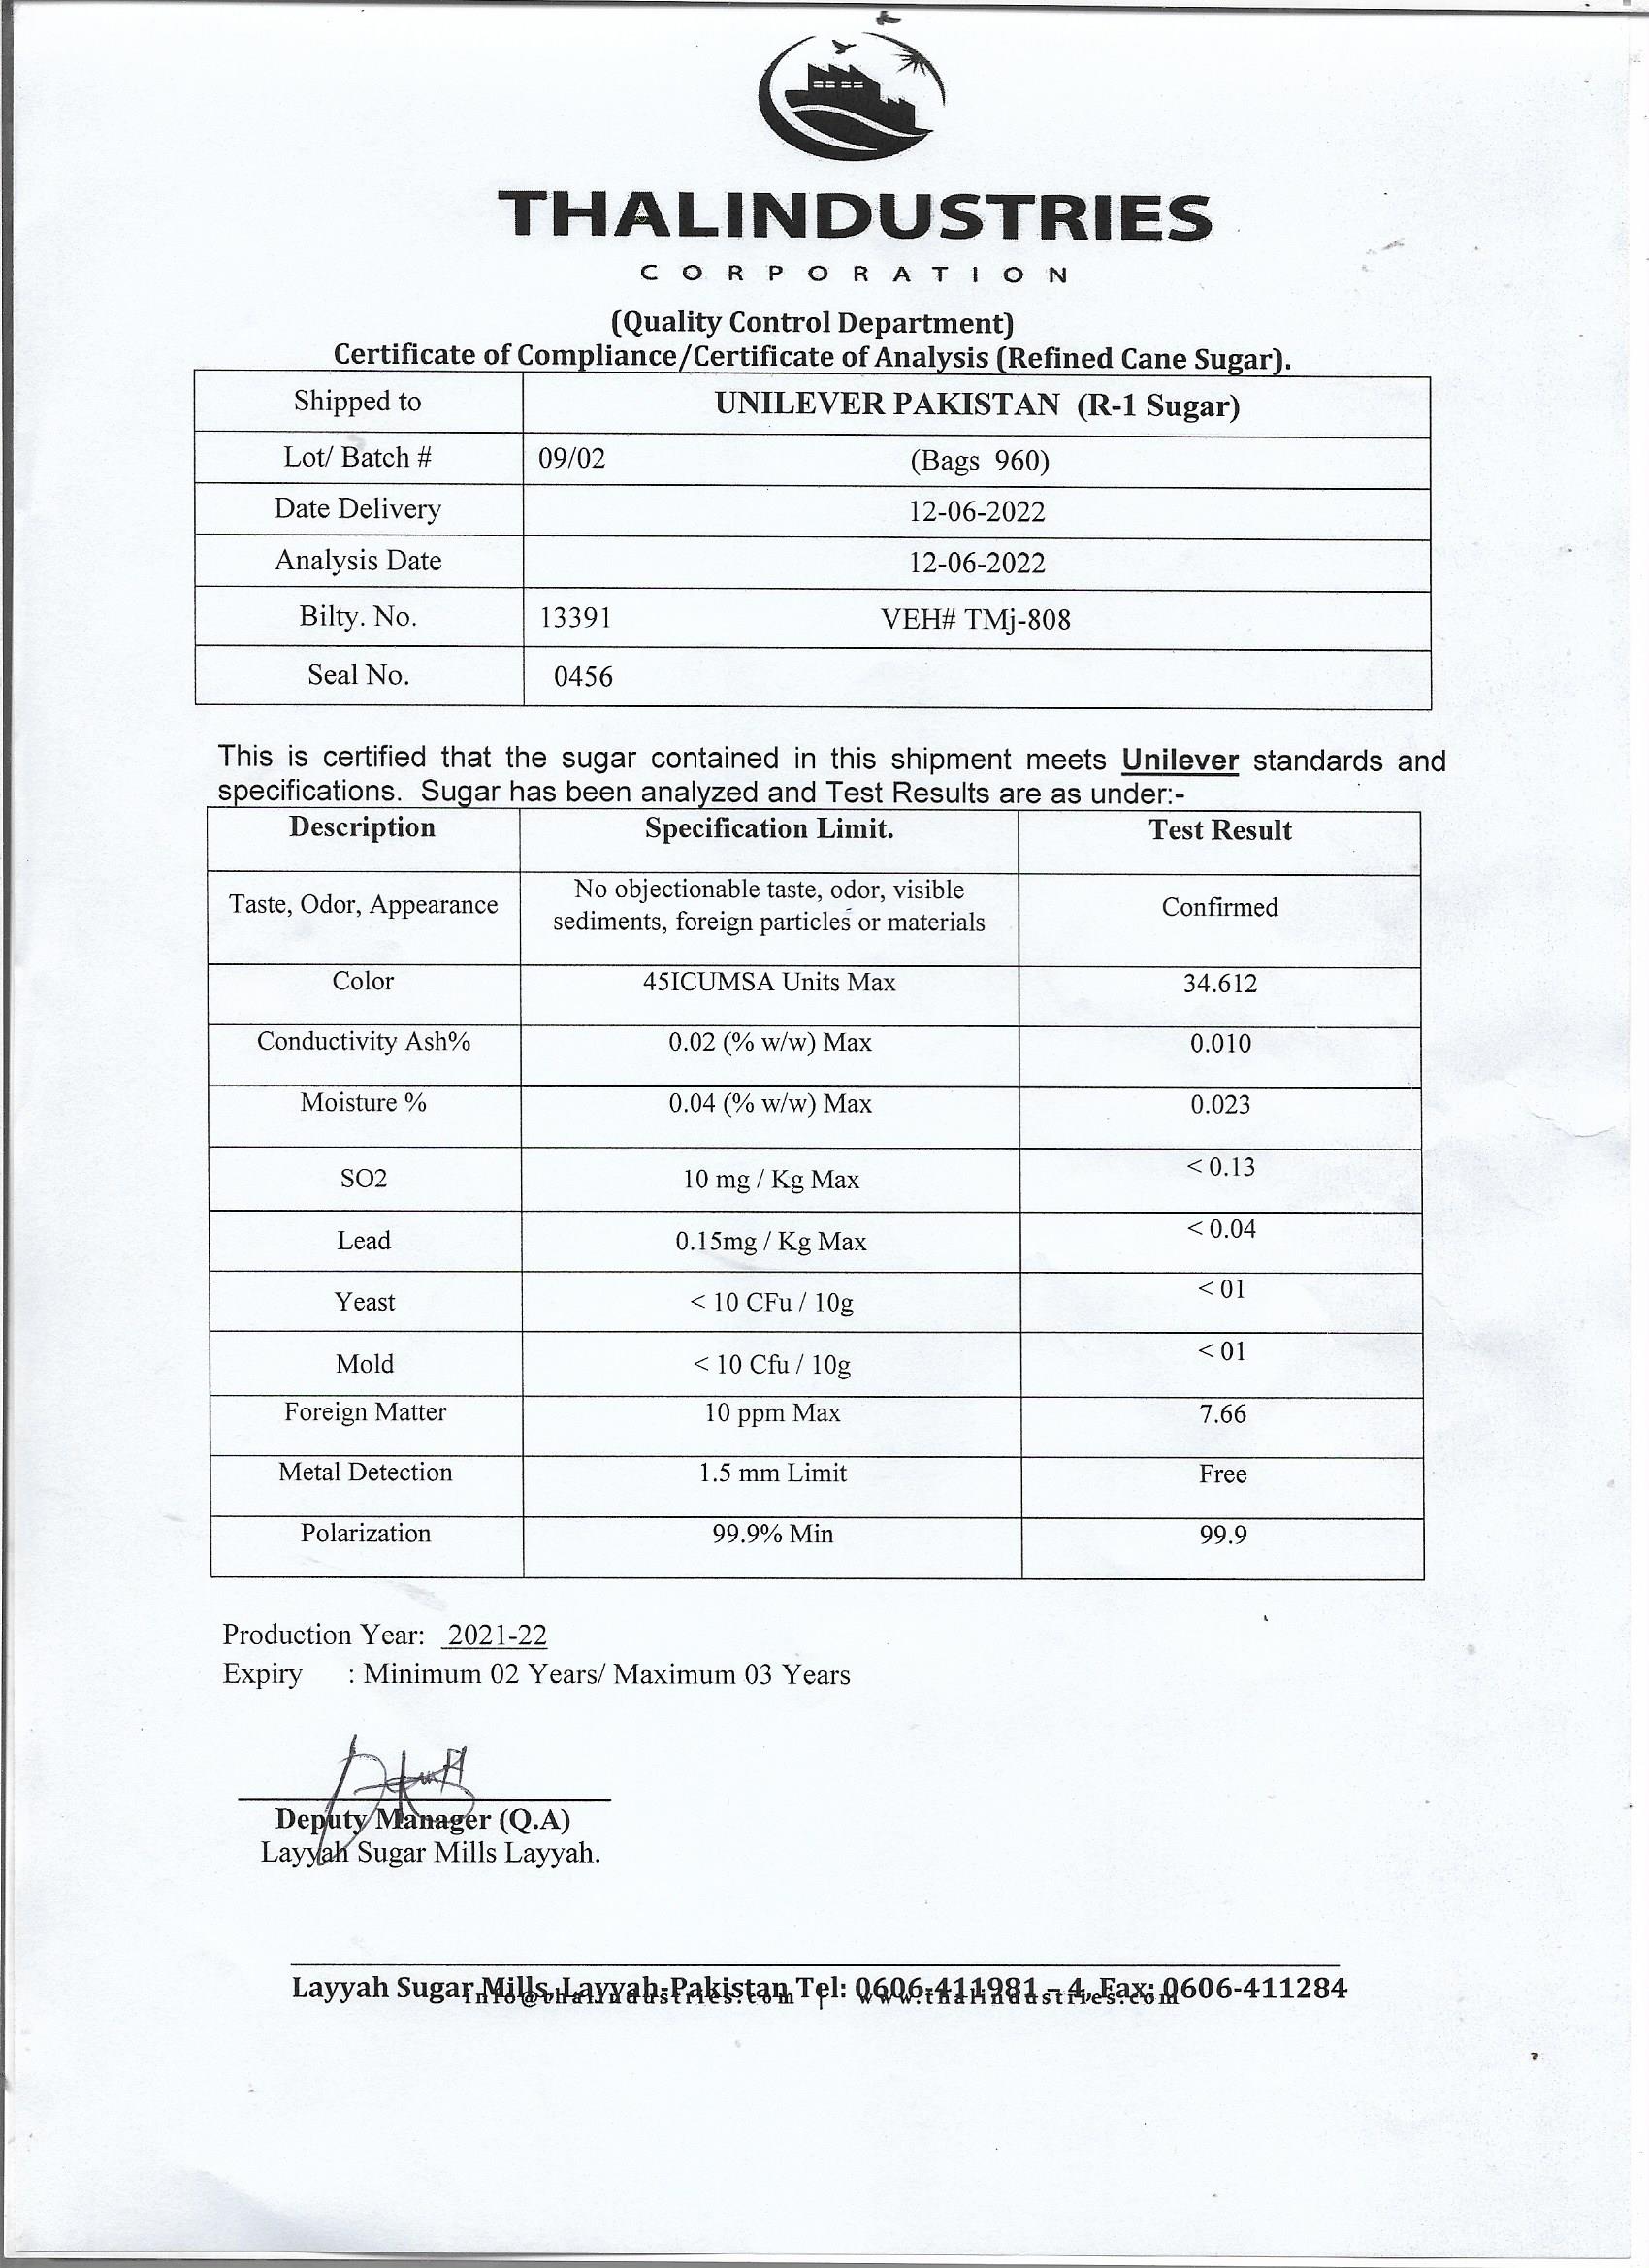 THALINDUSTRIES
CORPORATION
(Quality Control Department)
Certificate of Compliance/Certificate of Analysis (Refined Cane Sugar).
Shipped to UNILEVER PAKISTAN (R-1 Sugar)
Lot/ Batch # 09/02 (Bags 960)
Date Delivery 12-06-2022
Analysis Date 12-06-2022
Bilty. No. 13391 VEH# TMj-808
Seal No. 0456
This is certified that the sugar contained in this shipment meets Unilever standards and
specifications. Sugar has been analyzed and Test Results are as under:-
Description Specification Limit. Test Result
Taste, Odor, Appearance No objectionable taste, odor, visible
sediments, foreign particles or materials Confirmed
Color 45ICUMSA Units Max 34.612
Conductivity Ash% 0.02 (% w/w) Max 0.010
Moisture % 0.04 (% w/w) Max 0.023
SO2 10 mg / Kg Max < 0.13
Lead 0.15mg / Kg Max < 0.04
Yeast < 10 CFu / 10g < 01
Mold < 10 Cfu / 10g < 01
Foreign Matter 10 ppm Max 7.66
Metal Detection 1.5 mm Limit Free
Polarization 99.9% Min 99.9
Production Year: 2021-22
Expiry : Minimum 02 Years/ Maximum 03 Years
Deputy Manager (Q.A)
Layyah Sugar Mills Layyah.
Layyah Sugar Mills, Layyah-Pakistan Tel: 0606-411981 – 4, Fax: 0606-411284
info@thalindustries.com | www.thalindustries.com